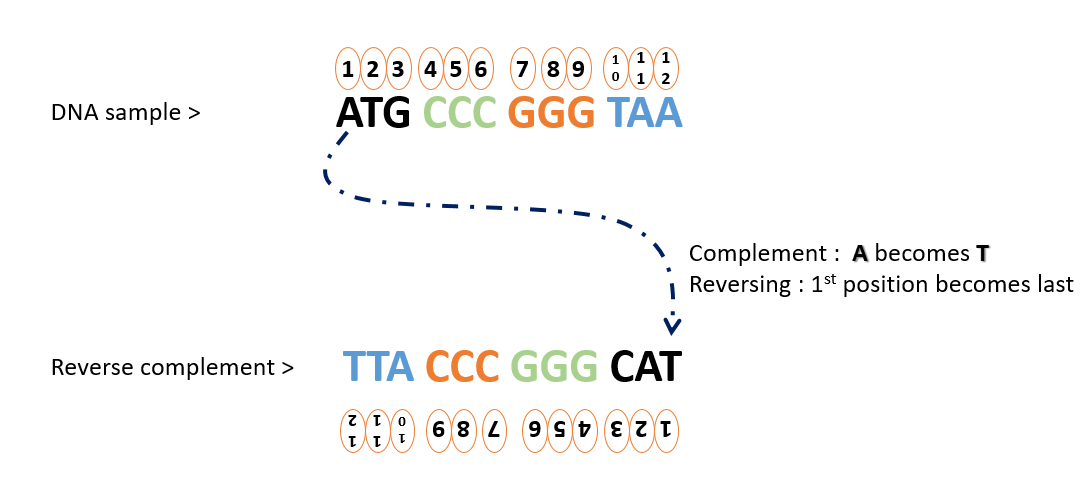 1 2 3 4 5 6 7 8 9 10 11 12
DNA sample > ATG CCC GGG TAA
Complement : A becomes T
Reversing : 1st position becomes last
Reverse complement > TTA CCC GGG CAT
12 11 10 9 8 7 6 5 4 3 2 1